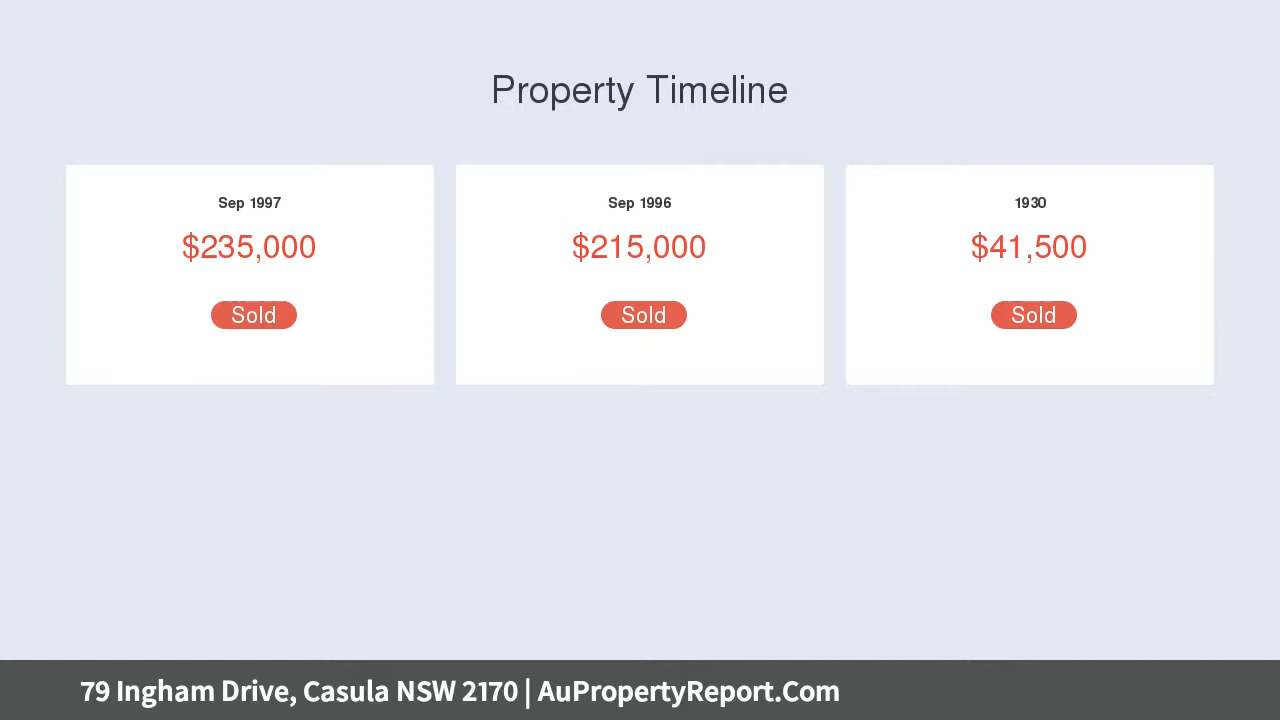 Property Timeline
Sep 1997
$235,000
Sold
Sep 1996
$215,000
Sold
1930
$41,500
Sold
79 Ingham Drive, Casula NSW 2170 | AuPropertyReport.Com